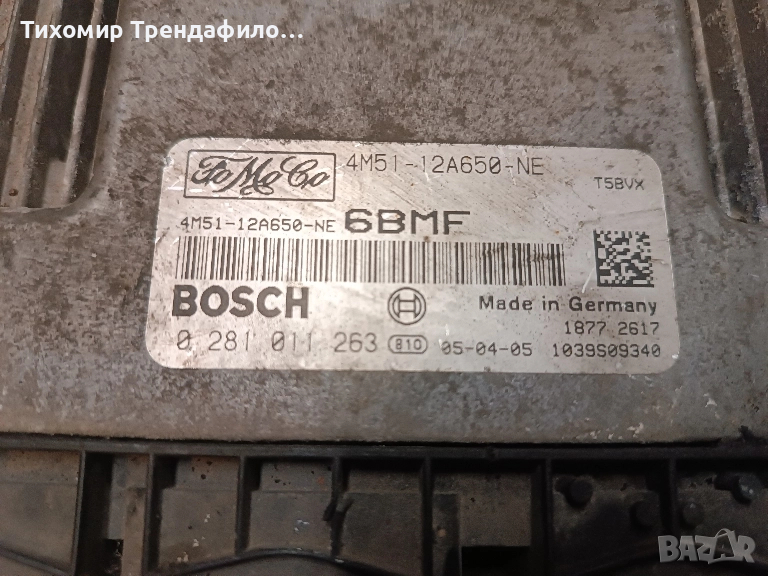 Тихомир Трендафило...
FoMoCo
4M51-12A650-NE
T5BVX
4M51-12A650-NE 6BMF
BOSCH
Made in Germany
1877 2617
0 281 011 263 810 05-04-05 1039S09340
BAZAR